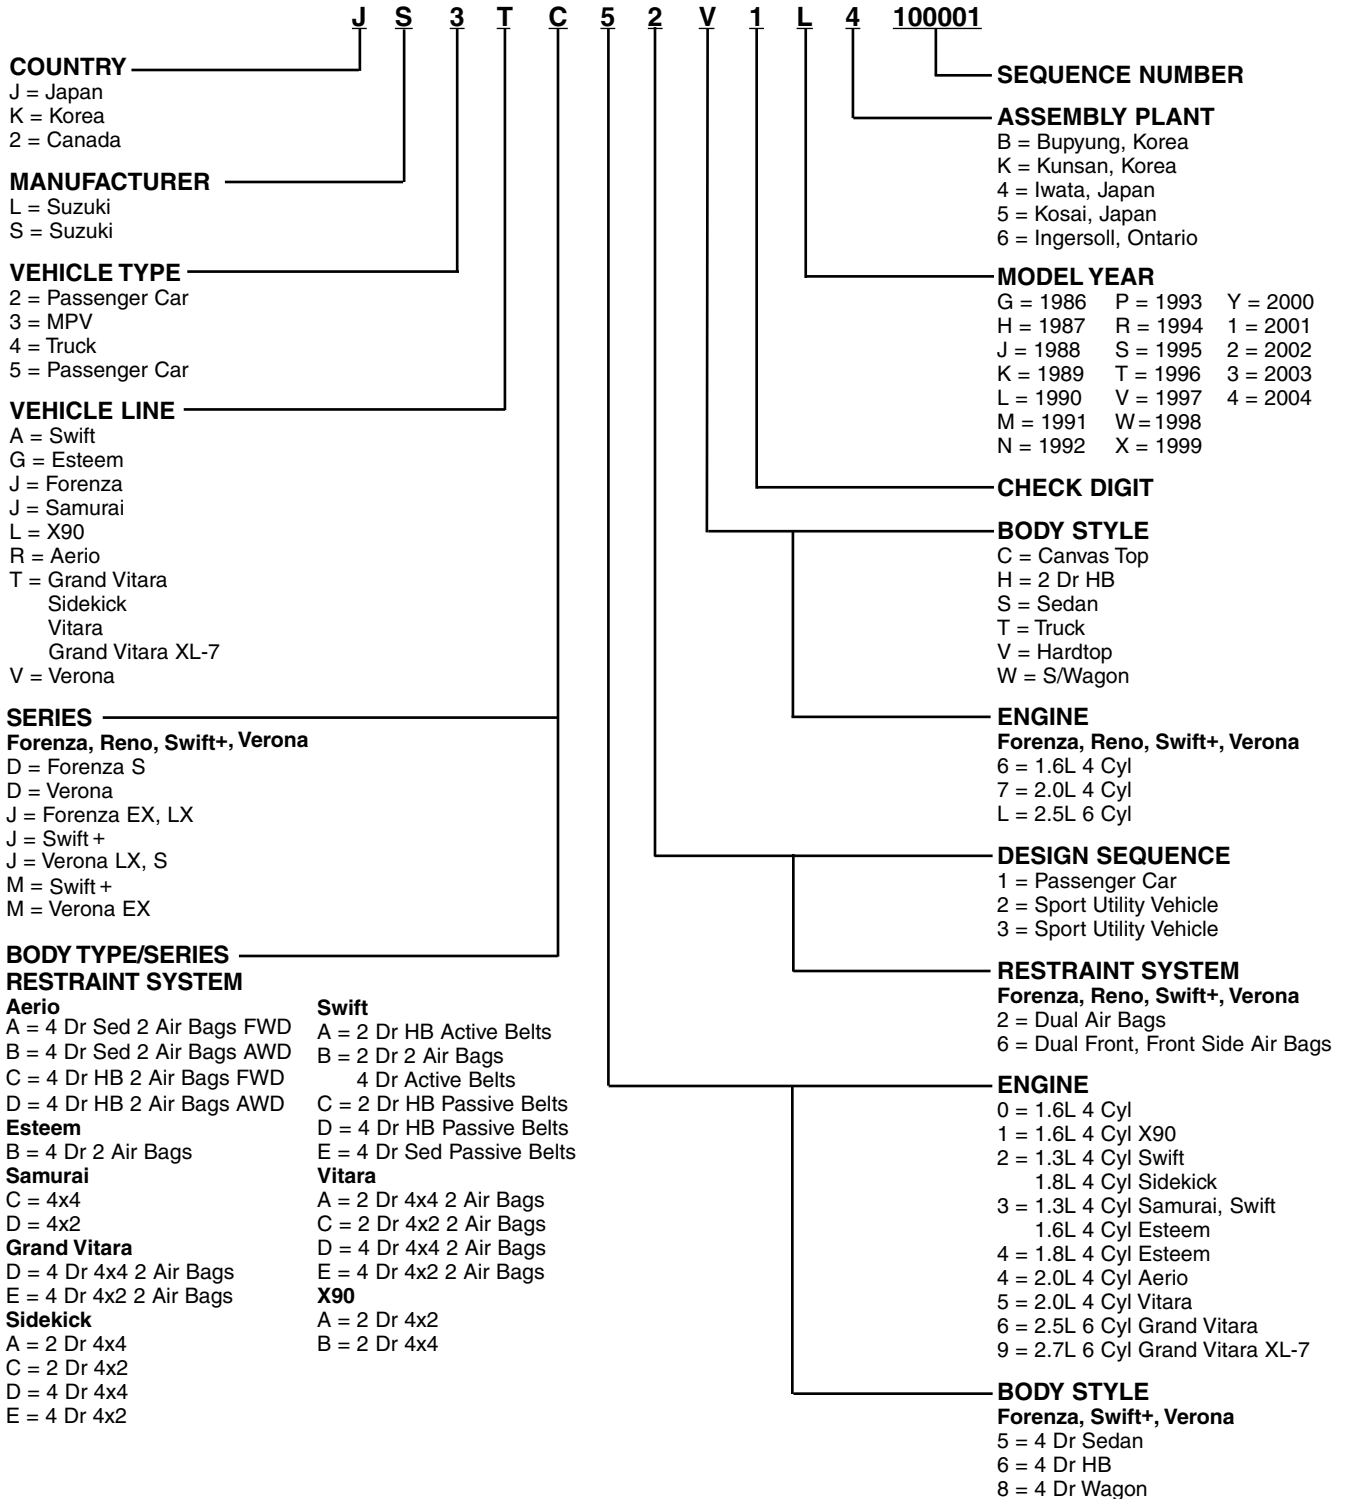 J S 3 T C 5 2 V 1 L 4 100001
COUNTRY
J = Japan
K = Korea
2 = Canada
MANUFACTURER
L = Suzuki
S = Suzuki
VEHICLE TYPE
2 = Passenger Car
3 = MPV
4 = Truck
5 = Passenger Car
VEHICLE LINE
A = Swift
G = Esteem
J = Forenza
J = Samurai
L = X90
R = Aerio
T = Grand Vitara
Sidekick
Vitara
Grand Vitara XL-7
V = Verona
SERIES
Forenza, Reno, Swift+, Verona
D = Forenza S
D = Verona
J = Forenza EX, LX
J = Swift +
J = Verona LX, S
M = Swift +
M = Verona EX
BODY TYPE/SERIES
RESTRAINT SYSTEM
Aerio
A = 4 Dr Sed 2 Air Bags FWD
B = 4 Dr Sed 2 Air Bags AWD
C = 4 Dr HB 2 Air Bags FWD
D = 4 Dr HB 2 Air Bags AWD
Esteem
B = 4 Dr 2 Air Bags
Samurai
C = 4x4
D = 4x2
Grand Vitara
D = 4 Dr 4x4 2 Air Bags
E = 4 Dr 4x2 2 Air Bags
Sidekick
A = 2 Dr 4x4
C = 2 Dr 4x2
D = 4 Dr 4x4
E = 4 Dr 4x2
Swift
A = 2 Dr HB Active Belts
B = 2 Dr 2 Air Bags
4 Dr Active Belts
C = 2 Dr HB Passive Belts
D = 4 Dr HB Passive Belts
E = 4 Dr Sed Passive Belts
Vitara
A = 2 Dr 4x4 2 Air Bags
C = 2 Dr 4x2 2 Air Bags
D = 4 Dr 4x4 2 Air Bags
E = 4 Dr 4x2 2 Air Bags
X90
A = 2 Dr 4x2
B = 2 Dr 4x4
SEQUENCE NUMBER
ASSEMBLY PLANT
B = Bupyung, Korea
K = Kunsan, Korea
4 = Iwata, Japan
5 = Kosai, Japan
6 = Ingersoll, Ontario
MODEL YEAR
G = 1986 P = 1993 Y = 2000
H = 1987 R = 1994 1 = 2001
J = 1988 S = 1995 2 = 2002
K = 1989 T = 1996 3 = 2003
L = 1990 V = 1997 4 = 2004
M = 1991 W = 1998
N = 1992 X = 1999
CHECK DIGIT
BODY STYLE
C = Canvas Top
H = 2 Dr HB
S = Sedan
T = Truck
V = Hardtop
W = S/Wagon
ENGINE
Forenza, Reno, Swift+, Verona
6 = 1.6L 4 Cyl
7 = 2.0L 4 Cyl
L = 2.5L 6 Cyl
DESIGN SEQUENCE
1 = Passenger Car
2 = Sport Utility Vehicle
3 = Sport Utility Vehicle
RESTRAINT SYSTEM
Forenza, Reno, Swift+, Verona
2 = Dual Air Bags
6 = Dual Front, Front Side Air Bags
ENGINE
0 = 1.6L 4 Cyl
1 = 1.6L 4 Cyl X90
2 = 1.3L 4 Cyl Swift
1.8L 4 Cyl Sidekick
3 = 1.3L 4 Cyl Samurai, Swift
1.6L 4 Cyl Esteem
4 = 1.8L 4 Cyl Esteem
4 = 2.0L 4 Cyl Aerio
5 = 2.0L 4 Cyl Vitara
6 = 2.5L 6 Cyl Grand Vitara
9 = 2.7L 6 Cyl Grand Vitara XL-7
BODY STYLE
Forenza, Swift+, Verona
5 = 4 Dr Sedan
6 = 4 Dr HB
8 = 4 Dr Wagon